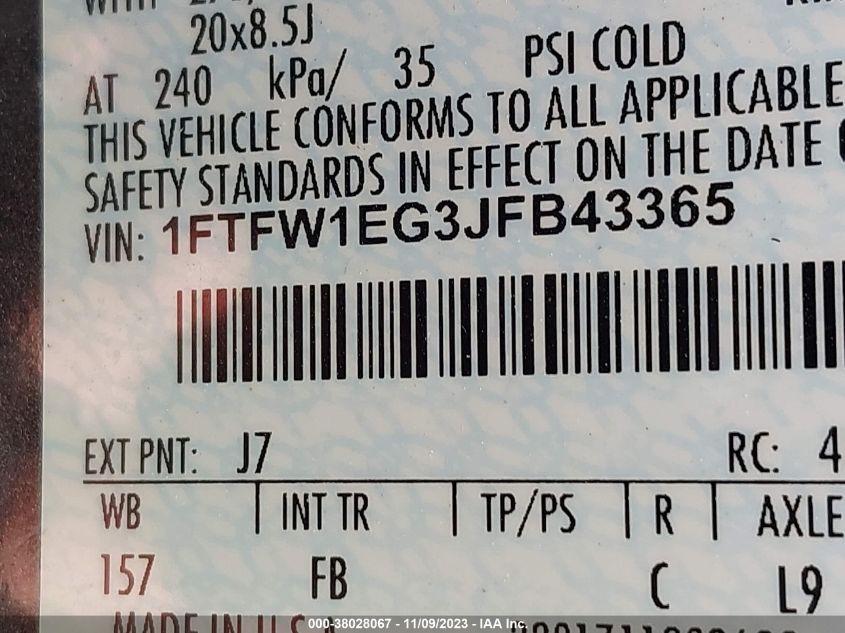 20x8.5J
AT 240 kPa/ 35 PSI COLD
THIS VEHICLE CONFORMS TO ALL APPLICABLE
SAFETY STANDARDS IN EFFECT ON THE DATE
VIN: 1FTFW1EG3JFB43365
EXT PNT: J7 RC: 4
WB INT TR TP/PS R AXLE
157 FB C L9
MADE IN U.S.A.
000-38028067 - 11/09/2023 - IAA Inc.